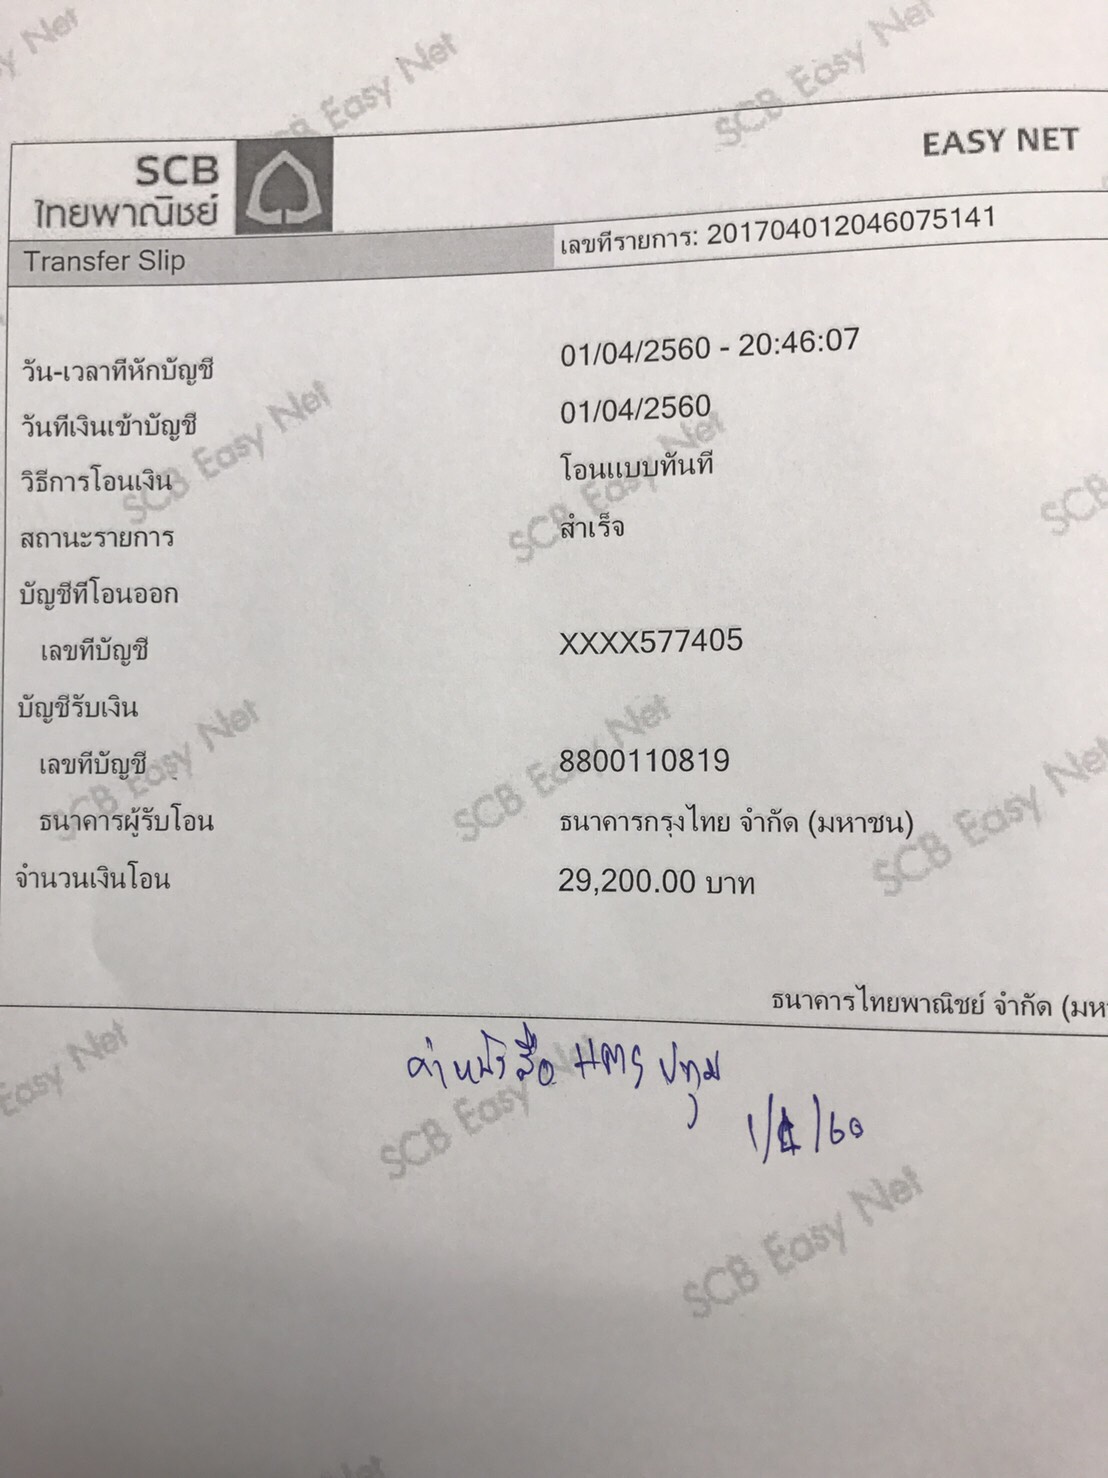 SCB
ไทยพาณิชย์
EASY NET
Transfer Slip
เลขที่รายการ: 201704012046075141
วัน-เวลาที่หักบัญชี 01/04/2560 - 20:46:07
วันที่เงินเข้าบัญชี 01/04/2560
วิธีการโอนเงิน โอนแบบทันที
สถานะรายการ สำเร็จ
บัญชีที่โอนออก
เลขที่บัญชี XXXX577405
บัญชีรับเงิน
เลขที่บัญชี 8800110819
ธนาคารผู้รับโอน ธนาคารกรุงไทย จำกัด (มหาชน)
จำนวนเงินโอน 29,200.00 บาท
ธนาคารไทยพาณิชย์ จำกัด (มห
ค่าหนังสือ HMS ปทุม
1/4/60
SCB Easy Net